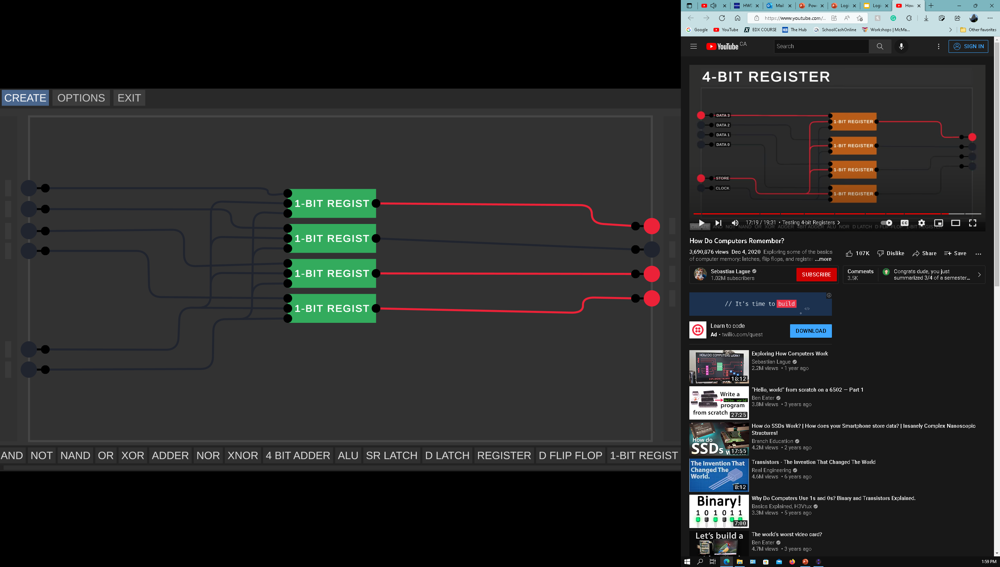 CREATE OPTIONS EXIT
1-BIT REGIST
1-BIT REGIST
1-BIT REGIST
1-BIT REGIST
AND NOT NAND OR XOR ADDER NOR XNOR 4 BIT ADDER ALU SR LATCH D LATCH REGISTER D FLIP FLOP 1-BIT REGIST
HWD Mail Pow Logi Logi How
https://www.youtube.com/...
Google YouTube EDX COURSE The Hub SchoolCashOnline Workshops | McMa... Other favorites
YouTube CA Search SIGN IN
4-BIT REGISTER
DATA 3
DATA 2
DATA 1
DATA 0
STORE
CLOCK
1-BIT REGISTER
1-BIT REGISTER
1-BIT REGISTER
1-BIT REGISTER
17:19 / 19:31 • Testing 4-bit Registers
CREATE AND NOT NAND OR XOR ADDER 4BIT ADDER ALU NOR D LATCH D FLIP-FLOP 1-BIT REGISTER
How Do Computers Remember?
3,690,876 views Dec 4, 2020 Exploring some of the basics
of computer memory: latches, flip flops, and register ...more
107K Dislike Share Save
Sebastian Lague
1.02M subscribers
SUBSCRIBE
Comments
3.5K
Congrats dude, you just
summarized 3/4 of a semester...
// It's time to build
</>
Learn to code
Ad • twilio.com/quest
DOWNLOAD
HOW DO COMPUTERS WORK?
18:12
Exploring How Computers Work
Sebastian Lague
2.2M views • 1 year ago
Write a
Hello, world!
program
from scratch
27:25
"Hello, world" from scratch on a 6502 — Part 1
Ben Eater
3.8M views • 3 years ago
How do
SSDs
17:55
How do SSDs Work? | How does your Smartphone store data? | Insanely Complex Nanoscopic
Structures!
Branch Education
4.2M views • 2 years ago
The Invention That
Changed The
World.
8:12
Transistors - The Invention That Changed The World
Real Engineering
4.6M views • 6 years ago
Binary!
1 0 1 0 1 1
7:00
Why Do Computers Use 1s and 0s? Binary and Transistors Explained.
Basics Explained, H3Vtux
3.3M views • 5 years ago
Let's build a
The world's worst video card?
Ben Eater
4.7M views • 3 years ago
1:59 PM